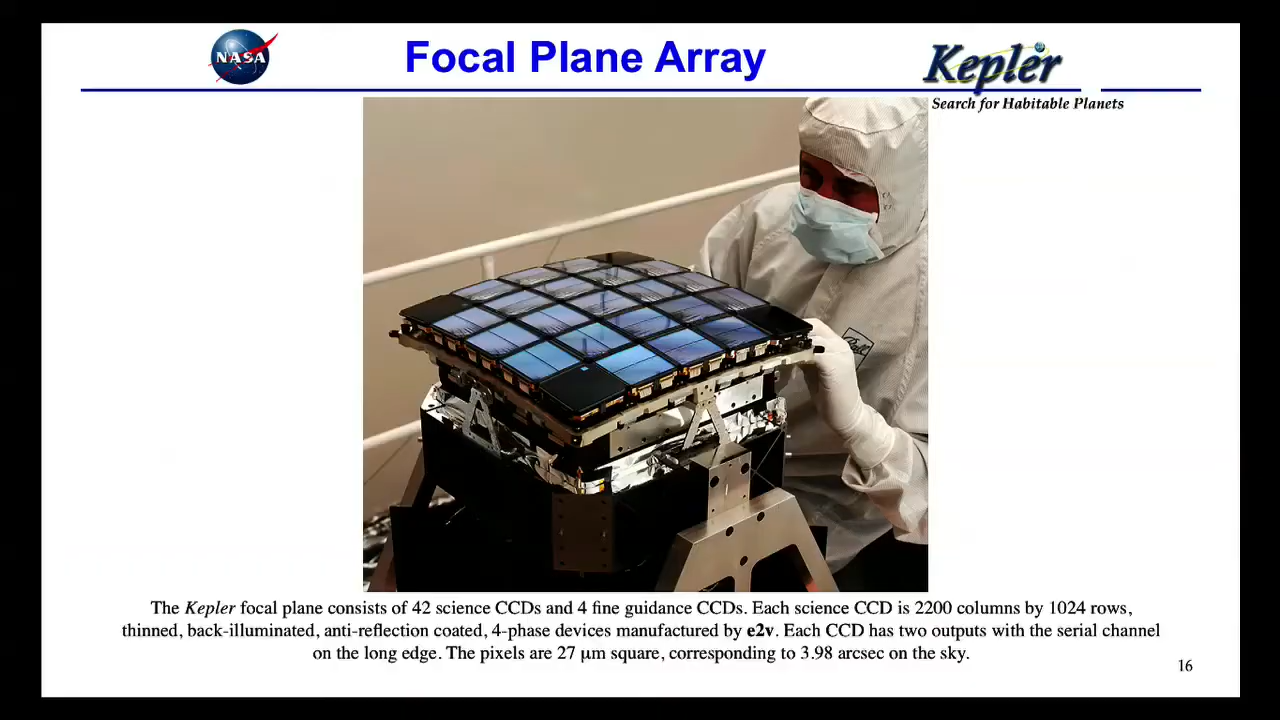 NASA
Focal Plane Array
Kepler
Search for Habitable Planets
Ball
The Kepler focal plane consists of 42 science CCDs and 4 fine guidance CCDs. Each science CCD is 2200 columns by 1024 rows,
thinned, back-illuminated, anti-reflection coated, 4-phase devices manufactured by e2v. Each CCD has two outputs with the serial channel
on the long edge. The pixels are 27 μm square, corresponding to 3.98 arcsec on the sky.
16